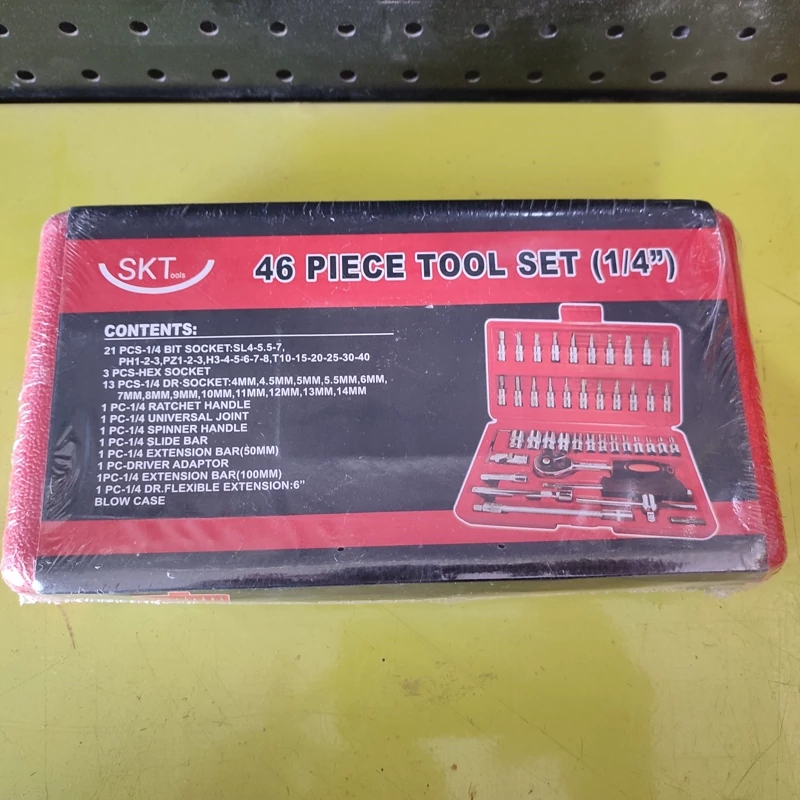 SKTools
46 PIECE TOOL SET (1/4”)
CONTENTS:
21 PCS-1/4 BIT SOCKET:SL4-5.5-7,
PH1-2-3,PZ1-2-3,H3-4-5-6-7-8,T10-15-20-25-30-40
3 PCS-HEX SOCKET
13 PCS-1/4 DR·SOCKET:4MM,4.5MM,5MM,5.5MM,6MM,
7MM,8MM,9MM,10MM,11MM,12MM,13MM,14MM
1 PC-1/4 RATCHET HANDLE
1 PC-1/4 UNIVERSAL JOINT
1 PC-1/4 SPINNER HANDLE
1 PC-1/4 SLIDE BAR
1 PC-1/4 EXTENSION BAR(50MM)
1 PC-DRIVER ADAPTOR
1PC-1/4 EXTENSION BAR(100MM)
1 PC-1/4 DR.FLEXIBLE EXTENSION:6”
BLOW CASE